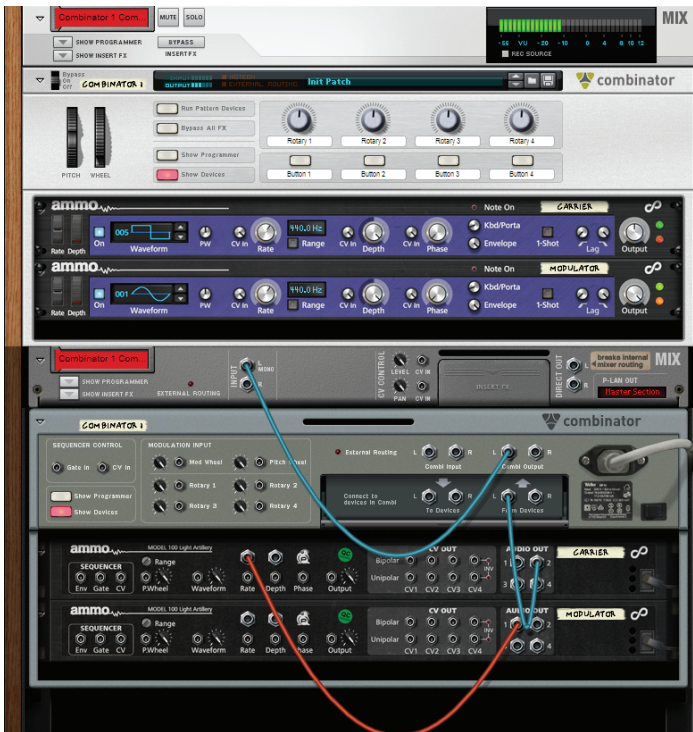 Combinator 1 Com...
MUTE SOLO
MIX
SHOW PROGRAMMER
BYPASS
SHOW INSERT FX
INSERT FX
-56 VU -20 -10 0 4 8 10 12
REC SOURCE
Bypass
On
Off
COMBINATOR 1
OUTPUT
EXTERNAL ROUTING
Init Patch
combinator
Run Pattern Devices
Bypass All FX
Show Programmer
Show Devices
PITCH WHEEL
Rotary 1 Rotary 2 Rotary 3 Rotary 4
Button 1 Button 2 Button 3 Button 4
ammo
Note On
CARRIER
Rate Depth On
005
Waveform
PW
CV In Rate
440.0 Hz
Range
CV In Depth
CV In Phase
Kbd/Porta
Envelope
1-Shot
Lag
Output
ammo
Note On
MODULATOR
Rate Depth On
001
Waveform
PW
CV In Rate
440.0 Hz
Range
CV In Depth
CV In Phase
Kbd/Porta
Envelope
1-Shot
Lag
Output
Combinator 1 Com...
SHOW PROGRAMMER
SHOW INSERT FX
EXTERNAL ROUTING
INPUT
L
MONO
R
CV CONTROL
LEVEL CV IN
PAN CV IN
INSERT FX
DIRECT OUT
L
R
breaks internal
mixer routing
MIX
P-LAN OUT
Master Section
COMBINATOR 1
combinator
SEQUENCER CONTROL
Gate In CV In
Show Programmer
Show Devices
MODULATION INPUT
Mod Wheel Pitch Wheel
Rotary 1 Rotary 2
Rotary 3 Rotary 4
External Routing
L R
Combi Input
L R
Combi Output
Connect to
devices in Combi
L R
To Devices
L R
From Devices
ammo
MODEL 100 Light Artillery
SEQUENCER
Env Gate CV
Range
P.Wheel
Waveform
Rate Depth Phase Output
CV OUT
Bipolar
Unipolar
INV
CV1 CV2 CV3 CV4
AUDIO OUT
1 2
3 4
CARRIER
ammo
MODEL 100 Light Artillery
SEQUENCER
Env Gate CV
Range
P.Wheel
Waveform
Rate Depth Phase Output
CV OUT
Bipolar
Unipolar
INV
CV1 CV2 CV3 CV4
AUDIO OUT
1 2
4
MODULATOR